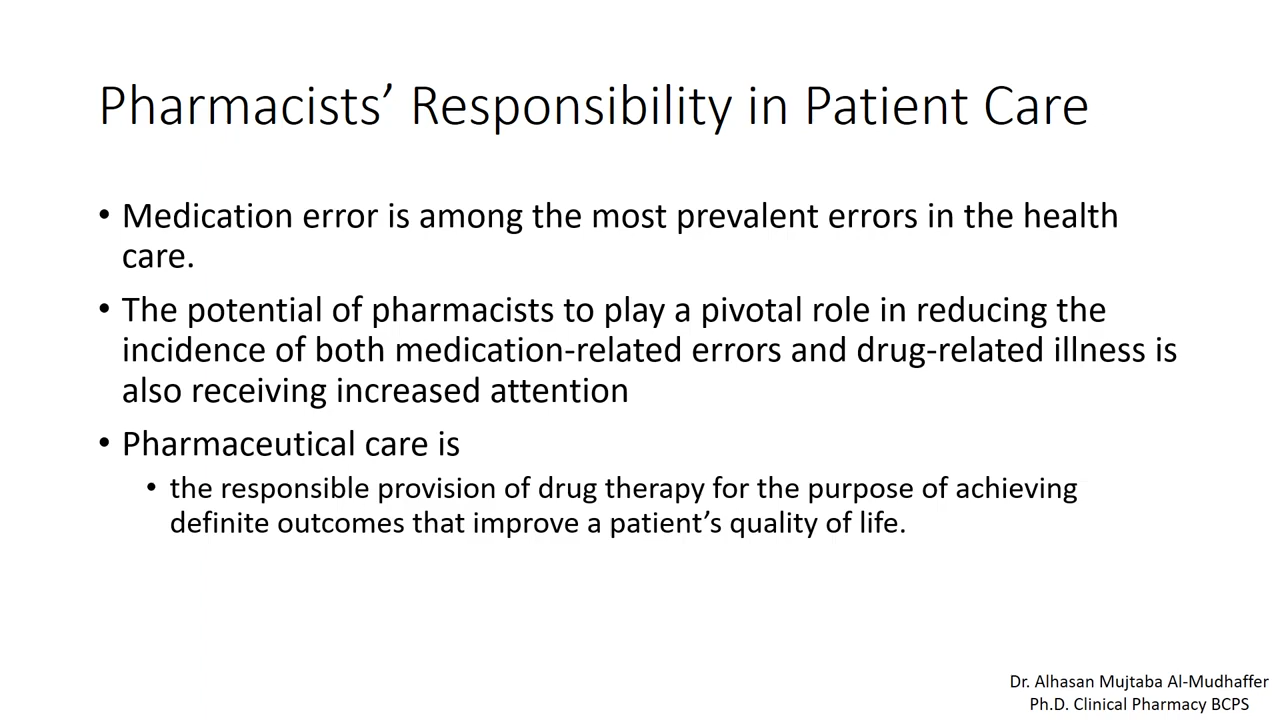 Pharmacists’ Responsibility in Patient Care
• Medication error is among the most prevalent errors in the health
care.
• The potential of pharmacists to play a pivotal role in reducing the
incidence of both medication-related errors and drug-related illness is
also receiving increased attention
• Pharmaceutical care is
• the responsible provision of drug therapy for the purpose of achieving
definite outcomes that improve a patient’s quality of life.
Dr. Alhasan Mujtaba Al-Mudhaffer
Ph.D. Clinical Pharmacy BCPS